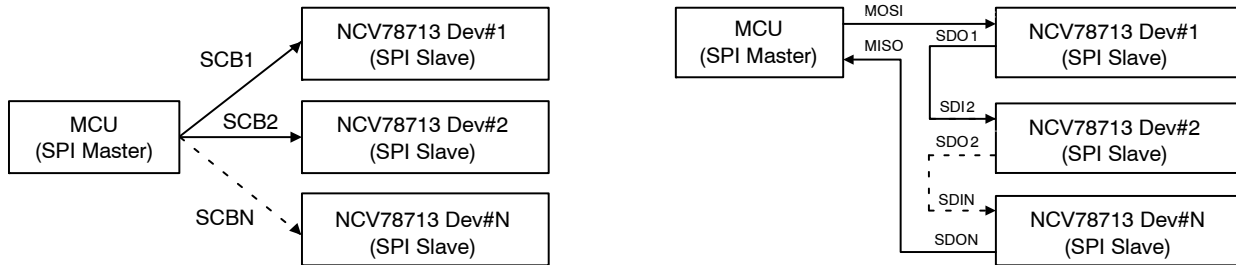 NCV78713 Dev#1
(SPI Slave)
SCB1
MCU
(SPI Master)
SCB2
NCV78713 Dev#2
(SPI Slave)
SCBN
NCV78713 Dev#N
(SPI Slave)
MCU
(SPI Master)
MOSI
MISO
SDO1
NCV78713 Dev#1
(SPI Slave)
SDI2
SDO2
NCV78713 Dev#2
(SPI Slave)
SDIN
SDON
NCV78713 Dev#N
(SPI Slave)